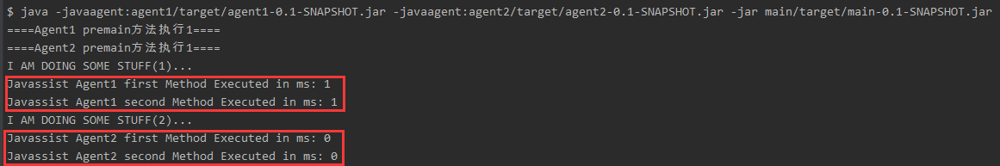 $ java -javaagent:agent1/target/agent1-0.1-SNAPSHOT.jar -javaagent:agent2/target/agent2-0.1-SNAPSHOT.jar -jar main/target/main-0.1-SNAPSHOT.jar
====Agent1 premain方法执行1====
====Agent2 premain方法执行1====
I AM DOING SOME STUFF(1)...
Javassist Agent1 first Method Executed in ms: 1
Javassist Agent1 second Method Executed in ms: 1
I AM DOING SOME STUFF(2)...
Javassist Agent2 first Method Executed in ms: 0
Javassist Agent2 second Method Executed in ms: 0